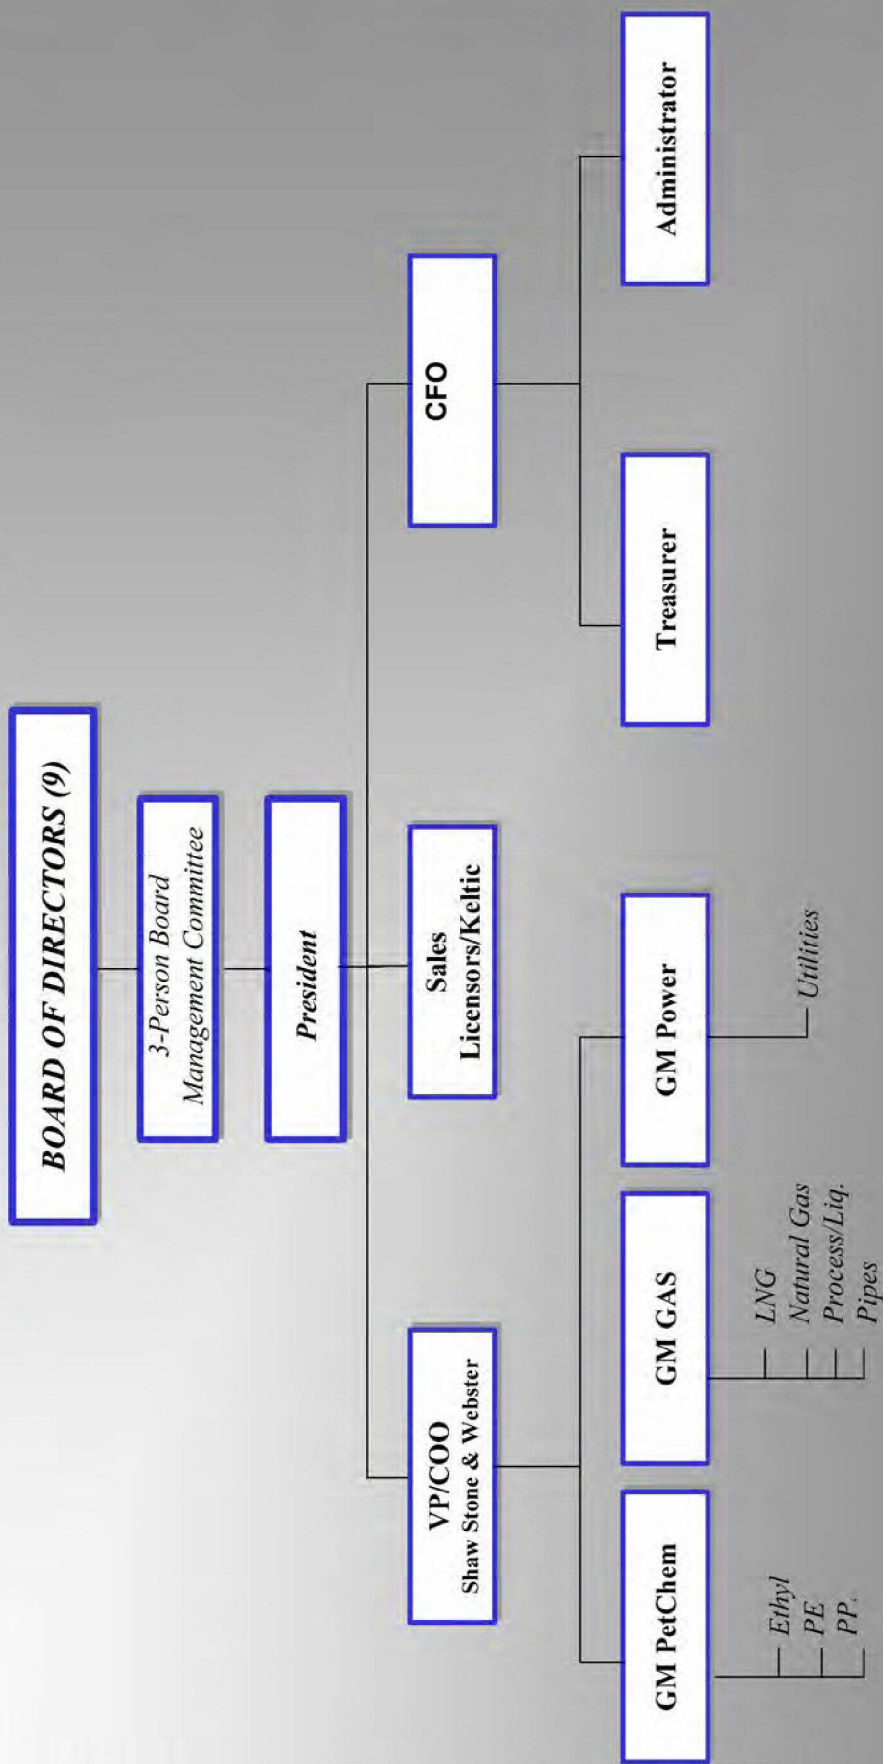 BOARD OF DIRECTORS (9)
3-Person Board
Management Committee
President
VP/COO
Shaw Stone & Webster
Sales
Licensors/Keltic
CFO
GM PetChem
GM GAS
GM Power
Treasurer
Administrator
Ethyl
PE
PP.
LNG
Natural Gas
Process/Liq.
Pipes
Utilities